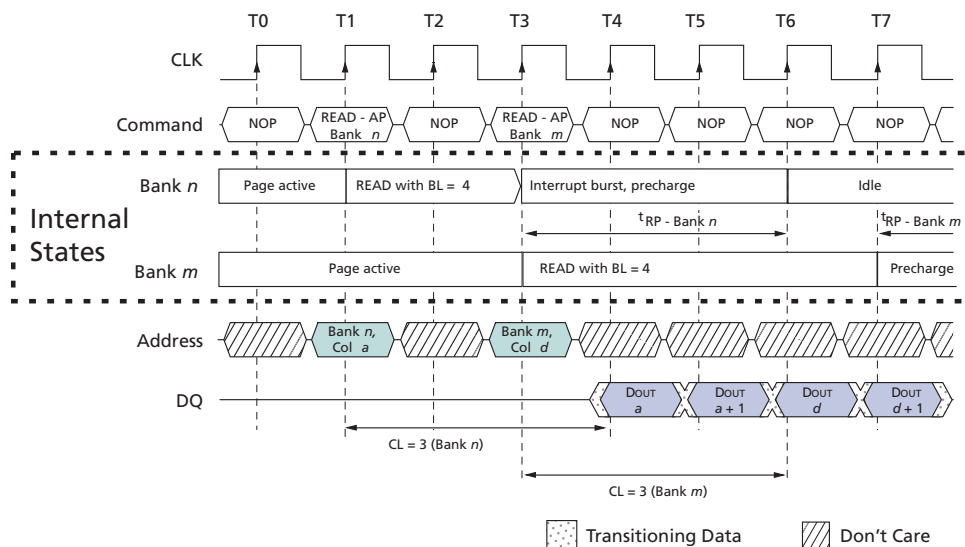 T0 T1 T2 T3 T4 T5 T6 T7
CLK
Command
NOP
READ - AP
Bank n
NOP
READ - AP
Bank m
NOP
NOP
NOP
NOP
Internal
States
Bank n
Page active
READ with BL = 4
Interrupt burst, precharge
Idle
tRP - Bank n
tRP - Bank m
Bank m
Page active
READ with BL = 4
Precharge
Address
Bank n,
Col a
Bank m,
Col d
DQ
DOUT
a
DOUT
a + 1
DOUT
d
DOUT
d + 1
CL = 3 (Bank n)
CL = 3 (Bank m)
Transitioning Data
Don't Care